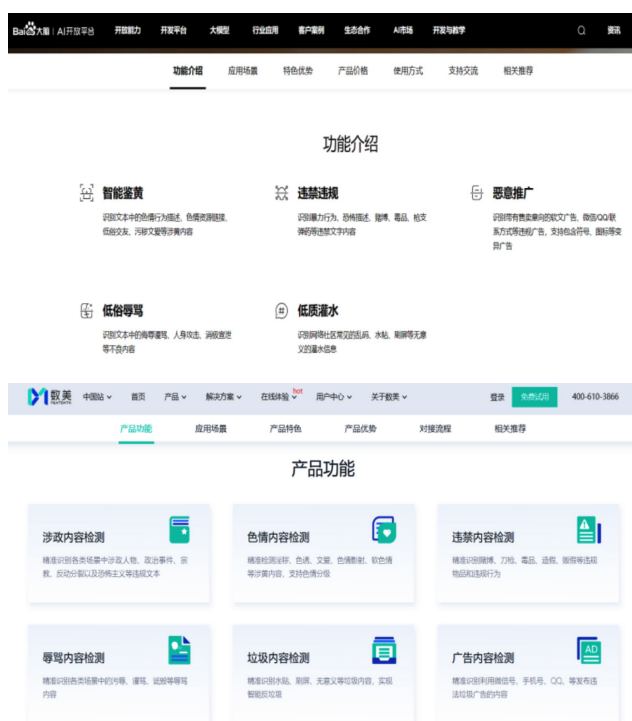 Bai大脑 | AI开放平台 开放能力 开发平台 大模型 行业应用 客户案例 生态合作 AI市场 开发与教学 资讯
功能介绍 应用场景 特色优势 产品价格 使用方式 支持交流 相关推荐
功能介绍
智能鉴黄 违禁违规 恶意推广
识别文本中的色情行为描述、色情资源链接、 识别暴力行为、恐怖描述、赌博、毒品、枪支 识别带有售卖意向的软文广告、微信/QQ联
低俗交友、污秽文爱等涉黄内容 弹药等违禁文字内容 系方式等违规广告，支持包含符号、图标等变
异广告
低俗辱骂 低质灌水
识别文本中的侮辱谩骂、人身攻击、消极宣泄 识别网络社区常见的乱码、水帖、刷屏等无意
等不良内容 义的灌水信息
数美 中国站 首页 产品 解决方案 在线体验 hot 用户中心 关于数美 登录 免费试用 400-610-3866
产品功能 应用场景 产品特色 产品优势 对接流程 相关推荐
产品功能
涉政内容检测 色情内容检测 违禁内容检测
精准识别各类场景中涉政人物、政治事件、宗 精准检测淫秽、色诱、文爱、色情影射、软色情 精准识别赌博、刀枪、毒品、造假、贩假等违规
教、反动分裂以及恐怖主义等违规文本 等涉黄内容，支持色情分级 物品和违规行为
辱骂内容检测 垃圾内容检测 广告内容检测
AD
精准识别各类场景中的污辱、谩骂、诋毁等辱骂 精准识别水贴、刷屏、无意义等垃圾内容，实现 精准识别利用微信号、手机号、QQ、等发布违
内容 智能反垃圾 法垃圾广告的内容